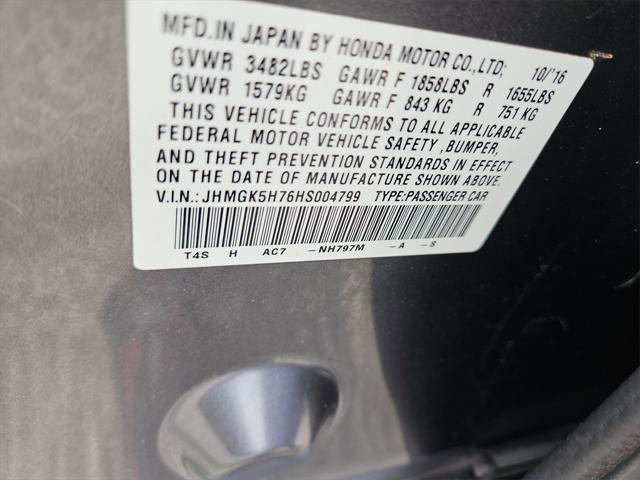 MFD.IN JAPAN BY HONDA MOTOR CO.,LTD; 10/'16
GVWR 3482LBS GAWR F 1858LBS R 1655LBS
GVWR 1579KG GAWR F 843 KG R 751 KG
THIS VEHICLE CONFORMS TO ALL APPLICABLE
FEDERAL MOTOR VEHICLE SAFETY, BUMPER,
AND THEFT PREVENTION STANDARDS IN EFFECT
ON THE DATE OF MANUFACTURE SHOWN ABOVE.
V.I.N.: JHMGK5H76HS004799 TYPE:PASSENGER CAR
T4S H AC7 -NH797M -A -S